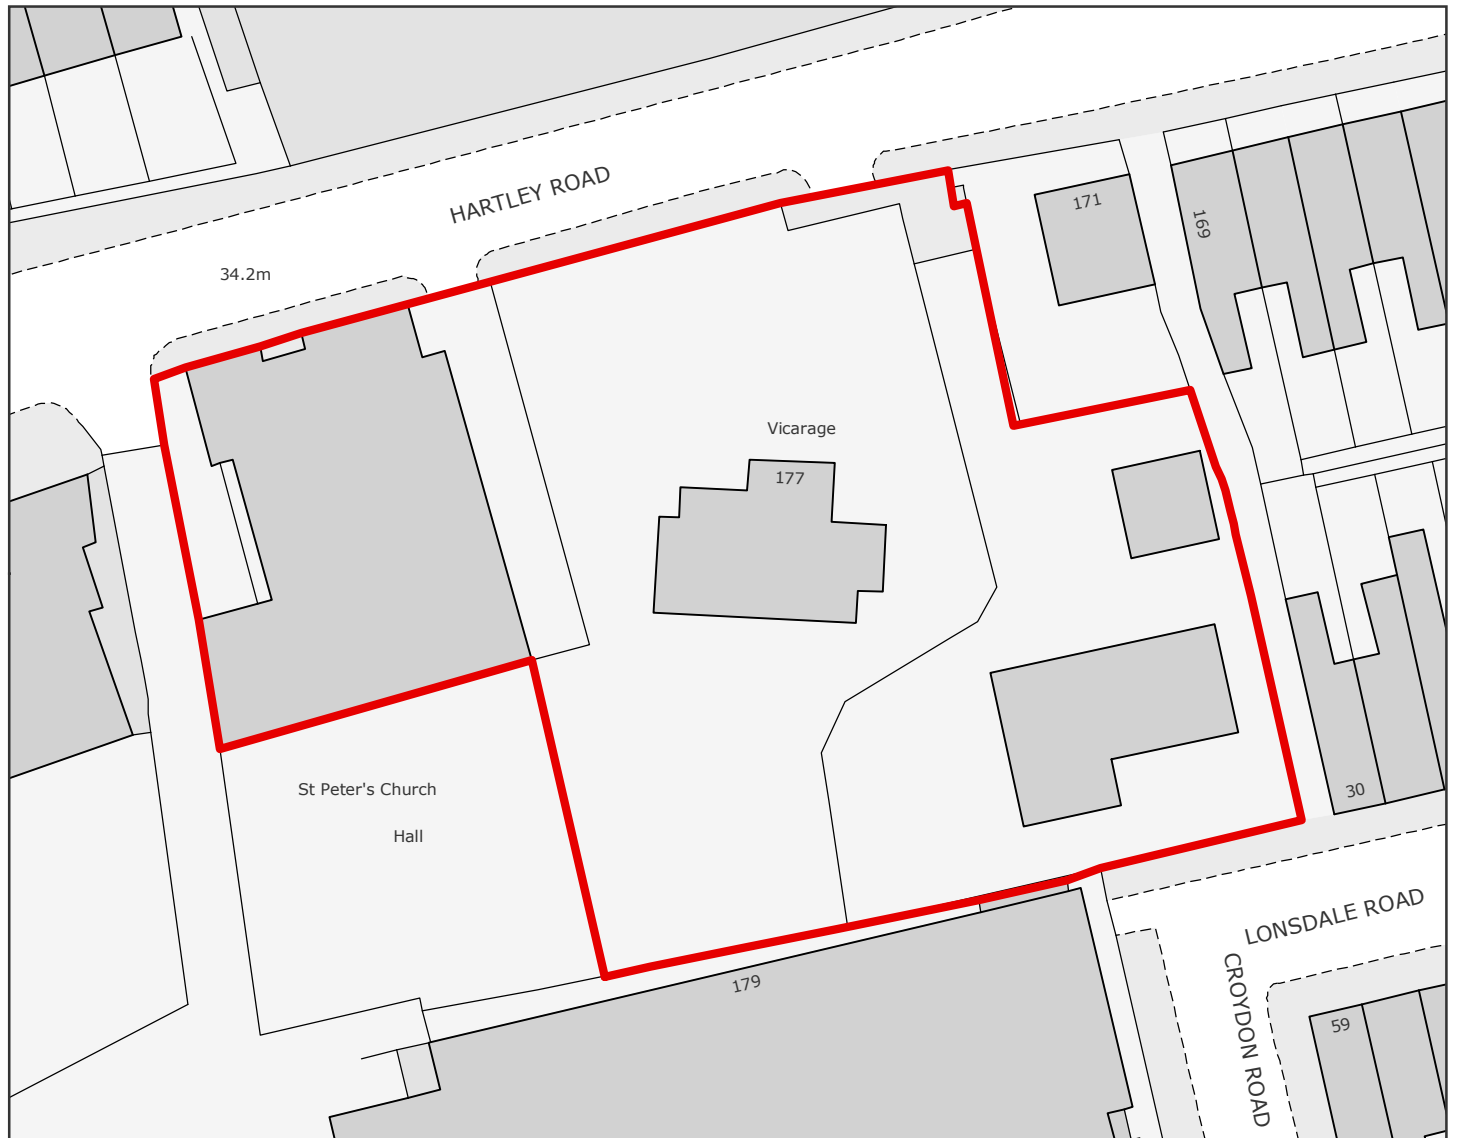 HARTLEY ROAD
171
169
34.2m
Vicarage
177
St Peter's Church
Hall
30
LONSDALE ROAD
179
CROYDON ROAD
59